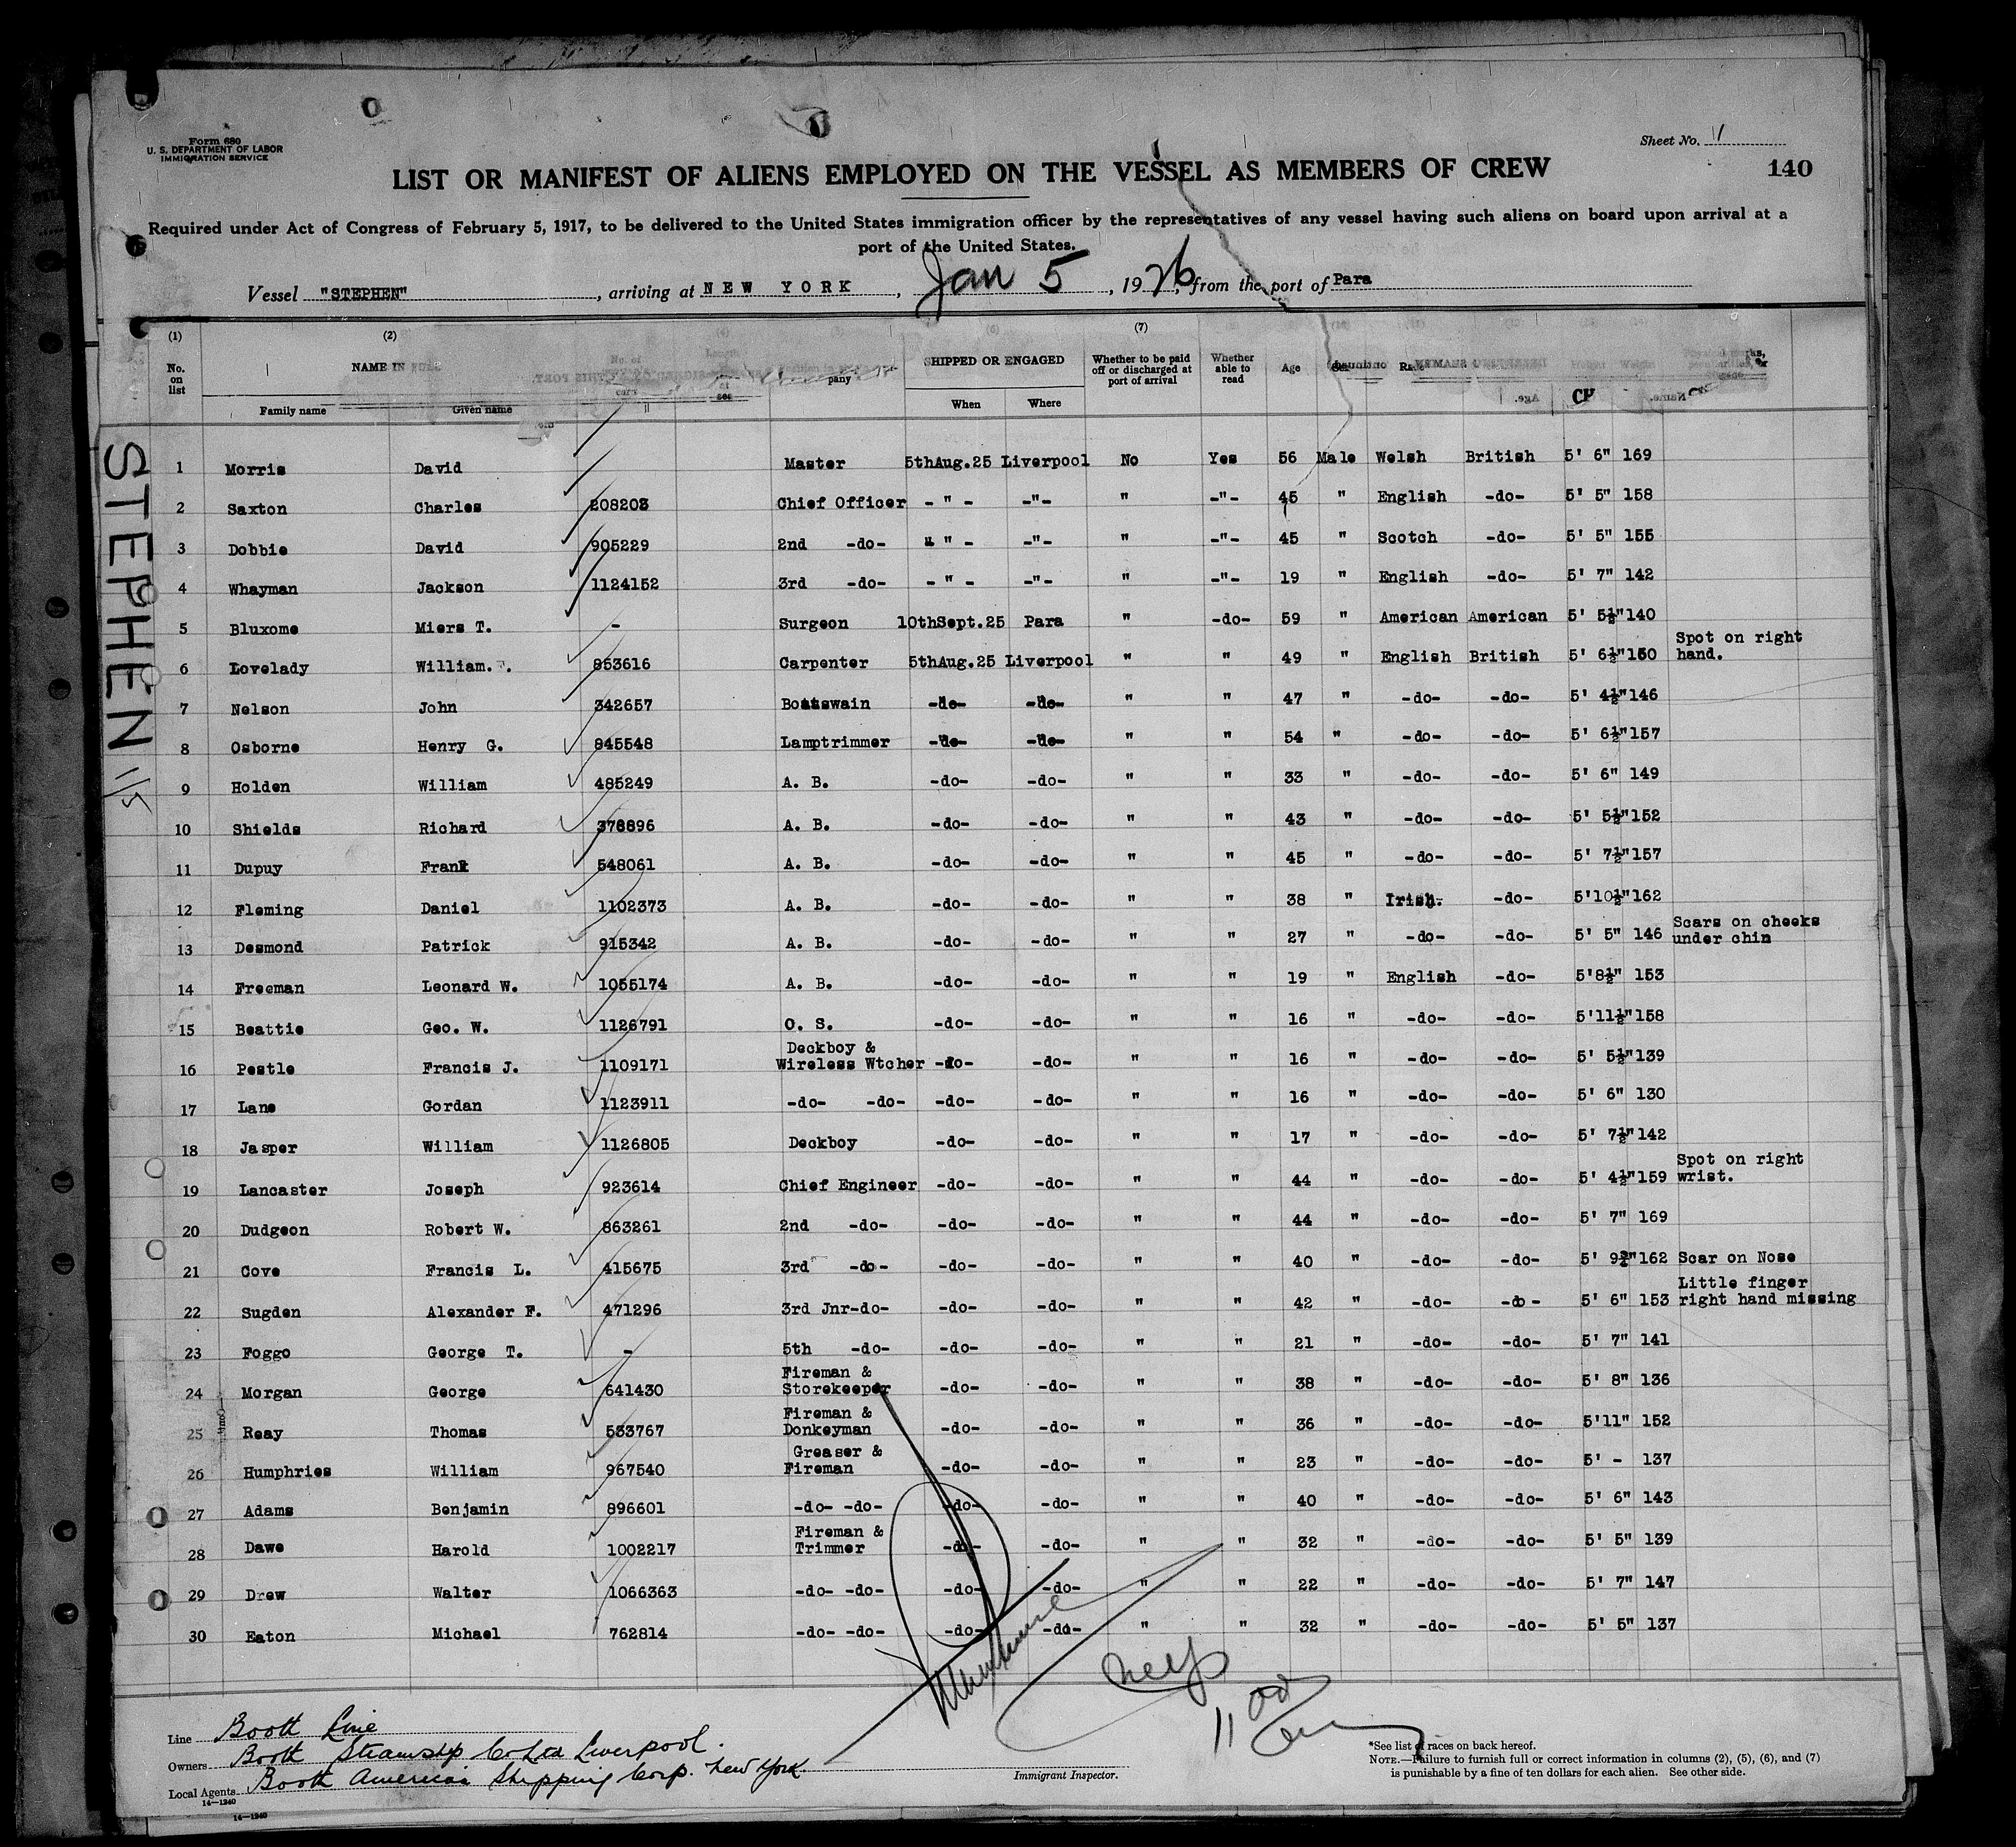 Form 680
U. S. DEPARTMENT OF LABOR
IMMIGRATION SERVICE
Sheet No. 1
LIST OR MANIFEST OF ALIENS EMPLOYED ON THE VESSEL AS MEMBERS OF CREW
140
Required under Act of Congress of February 5, 1917, to be delivered to the United States immigration officer by the representatives of any vessel having such aliens on board upon arrival at a
port of the United States.
Vessel "STEPHEN", arriving at NEW YORK, Jan 5, 1926, from the port of Para
(1) (2) (7)
No. on list NAME IN Family name Given name pany SHIPPED OR ENGAGED When Where Whether to be paid off or discharged at port of arrival Whether able to read Age
STEPHEN 1/5
1 Morris David Master 5thAug.25 Liverpool No Yes 56 Male Welsh British 5' 6" 169
2 Saxton Charles 208203 Chief Officer - " - -"- " -"- 45 " English -do- 5' 5" 158
3 Dobbie David 905229 2nd -do- " - -"- " -"- 45 " Scotch -do- 5' 5" 155
4 Whayman Jackson 1124152 3rd -do- - " - -"- " -"- 19 " English -do- 5' 7" 142
5 Bluxome Miers T. - Surgeon 10thSept.25 Para " -do- 59 " American American 5' 5½" 140
6 Lovelady William. 853616 Carpenter 5thAug.25 Liverpool " " 49 " English British 5' 6½" 150 Spot on right hand.
7 Nelson John 342657 Boatswain -do- -do- " " 47 " -do- -do- 5' 4½" 146
8 Osborne Henry G. 845548 Lamptrimmer -do- -do- " " 54 " -do- -do- 5' 6½" 157
9 Holden William 485249 A. B. -do- -do- " " 33 " -do- -do- 5' 6" 149
10 Shields Richard 378896 A. B. -do- -do- " " 43 " -do- -do- 5' 5½" 152
11 Dupuy Frank 548061 A. B. -do- -do- " " 45 " -do- -do- 5' 7½" 157
12 Fleming Daniel 1102373 A. B. -do- -do- " " 38 " Irish. -do- 5'10½" 162
13 Desmond Patrick 915342 A. B. -do- -do- " " 27 " -do- -do- 5' 5" 146 Scars on cheeks under chin
14 Freeman Leonard W. 1055174 A. B. -do- -do- " " 19 " English -do- 5'8½" 153
15 Beattie Geo. W. 1126791 O. S. -do- -do- " " 16 " -do- -do- 5'11½" 158
16 Pestle Francis J. 1109171 Deckboy & Wireless Wtcher -do- -do- " " 16 " -do- -do- 5' 5½" 139
17 Lane Gordan 1123911 -do- -do- -do- -do- " " 16 " -do- -do- 5' 6" 130
18 Jasper William 1126805 Deckboy -do- -do- " " 17 " -do- -do- 5' 7½" 142
19 Lancaster Joseph 923614 Chief Engineer -do- -do- " " 44 " -do- -do- 5' 4½" 159 Spot on right wrist.
20 Dudgeon Robert W. 863261 2nd -do- -do- -do- " " 44 " -do- -do- 5' 7" 169
21 Cove Francis L. 415675 3rd -do- -do- -do- " " 40 " -do- -do- 5' 9¾" 162 Scar on Nose
22 Sugden Alexander F. 471296 3rd Jnr-do- -do- -do- " " 42 " -do- -do- 5' 6" 153 Little finger right hand missing
23 Foggo George T. - 5th -do- -do- -do- " " 21 " -do- -do- 5' 7" 141
24 Morgan George 641430 Fireman & Storekeeper -do- -do- " " 38 " -do- -do- 5' 8" 136
25 Reay Thomas 533767 Fireman & Donkeyman -do- -do- " " 36 " -do- -do- 5'11" 152
26 Humphries William 967540 Greaser & Fireman -do- -do- " " 23 " -do- -do- 5' - 137
27 Adams Benjamin 896601 -do- -do- -do- -do- " " 40 " -do- -do- 5' 6" 143
28 Dawe Harold 1002217 Fireman & Trimmer -do- -do- " " 32 " -do- -do- 5' 5" 139
29 Drew Walter 1066363 -do- -do- -do- -do- " " 22 " -do- -do- 5' 7" 147
30 Eaton Michael 762814 -do- -do- -do- -do- " " 32 " -do- -do- 5' 5" 137
Line Booth Line
Owners Booth Steamship Co Ltd Liverpool.
Local Agents Booth American Shipping Corp. New York.
Immigrant Inspector.
*See list of races on back hereof.
NOTE.—Failure to furnish full or correct information in columns (2), (5), (6), and (7)
is punishable by a fine of ten dollars for each alien. See other side.
14—1240
14—1240